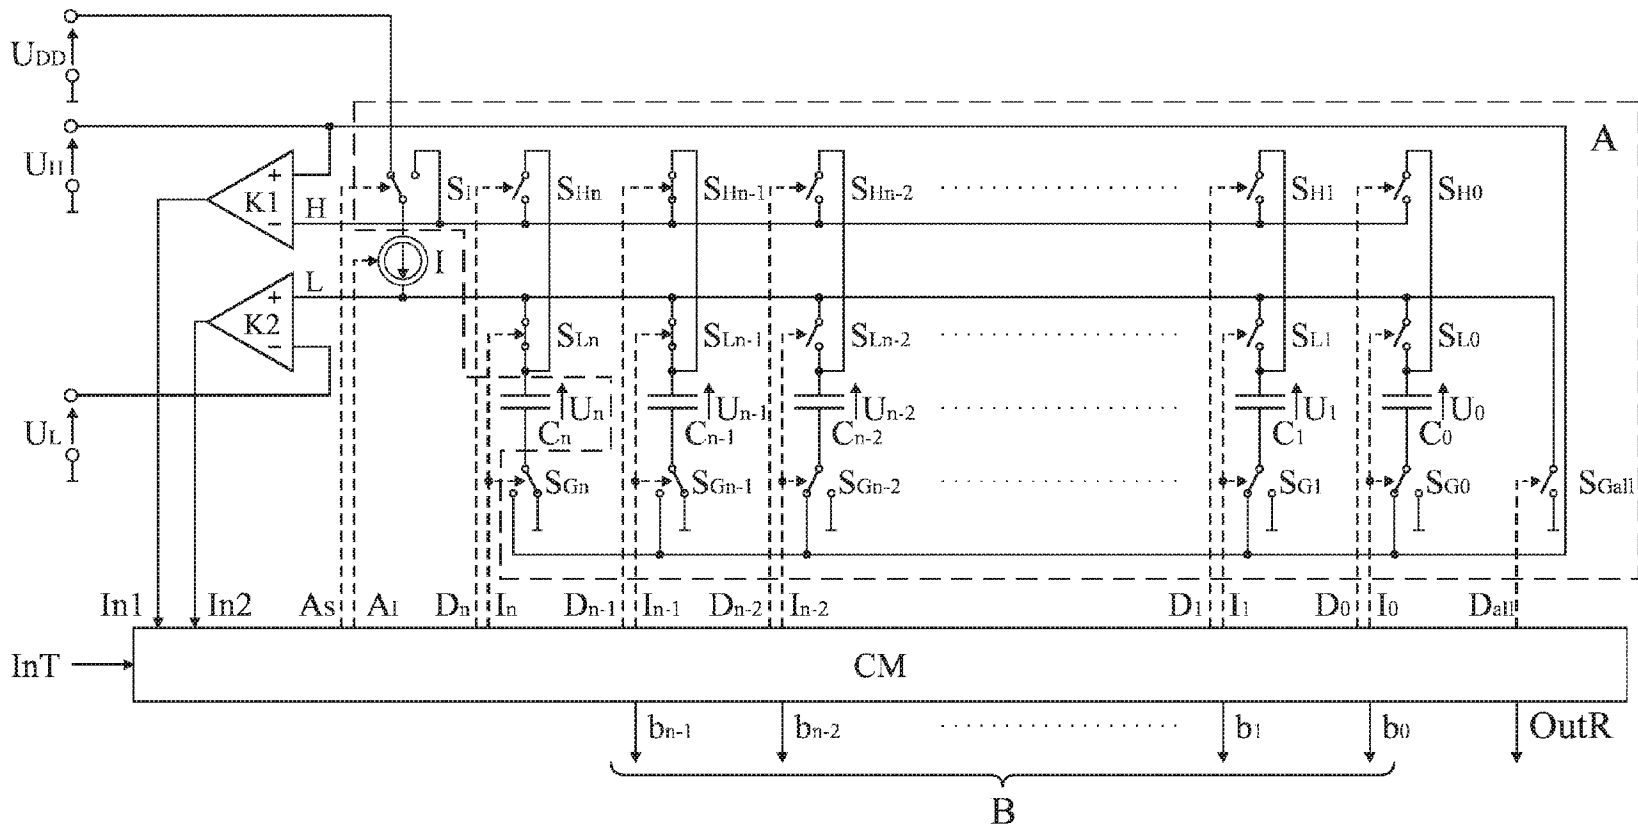 UDD
A
UH
K1
+
−
H
SI
SHn
SHn-1
SHn-2
SH1
SH0
I
L
K2
+
−
SLn
SLn-1
SLn-2
SL1
SL0
UL
Un
Un-1
Un-2
U1
U0
Cn
Cn-1
Cn-2
C1
C0
SGn
SGn-1
SGn-2
SG1
SG0
SGall
In1 In2 As AI Dn In Dn-1 In-1 Dn-2 In-2 D1 I1 D0 I0 Dall
InT
CM
bn-1
bn-2
b1
b0
OutR
B